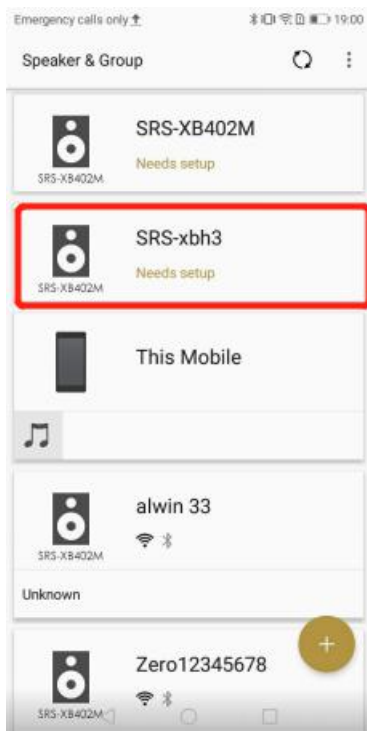 Emergency calls only 19:00
Speaker & Group
SRS-XB402M
Needs setup
SRS-XB402M
SRS-xbh3
Needs setup
SRS-XB402M
This Mobile
alwin 33
SRS-XB402M
Unknown
Zero12345678
SRS-XB402M